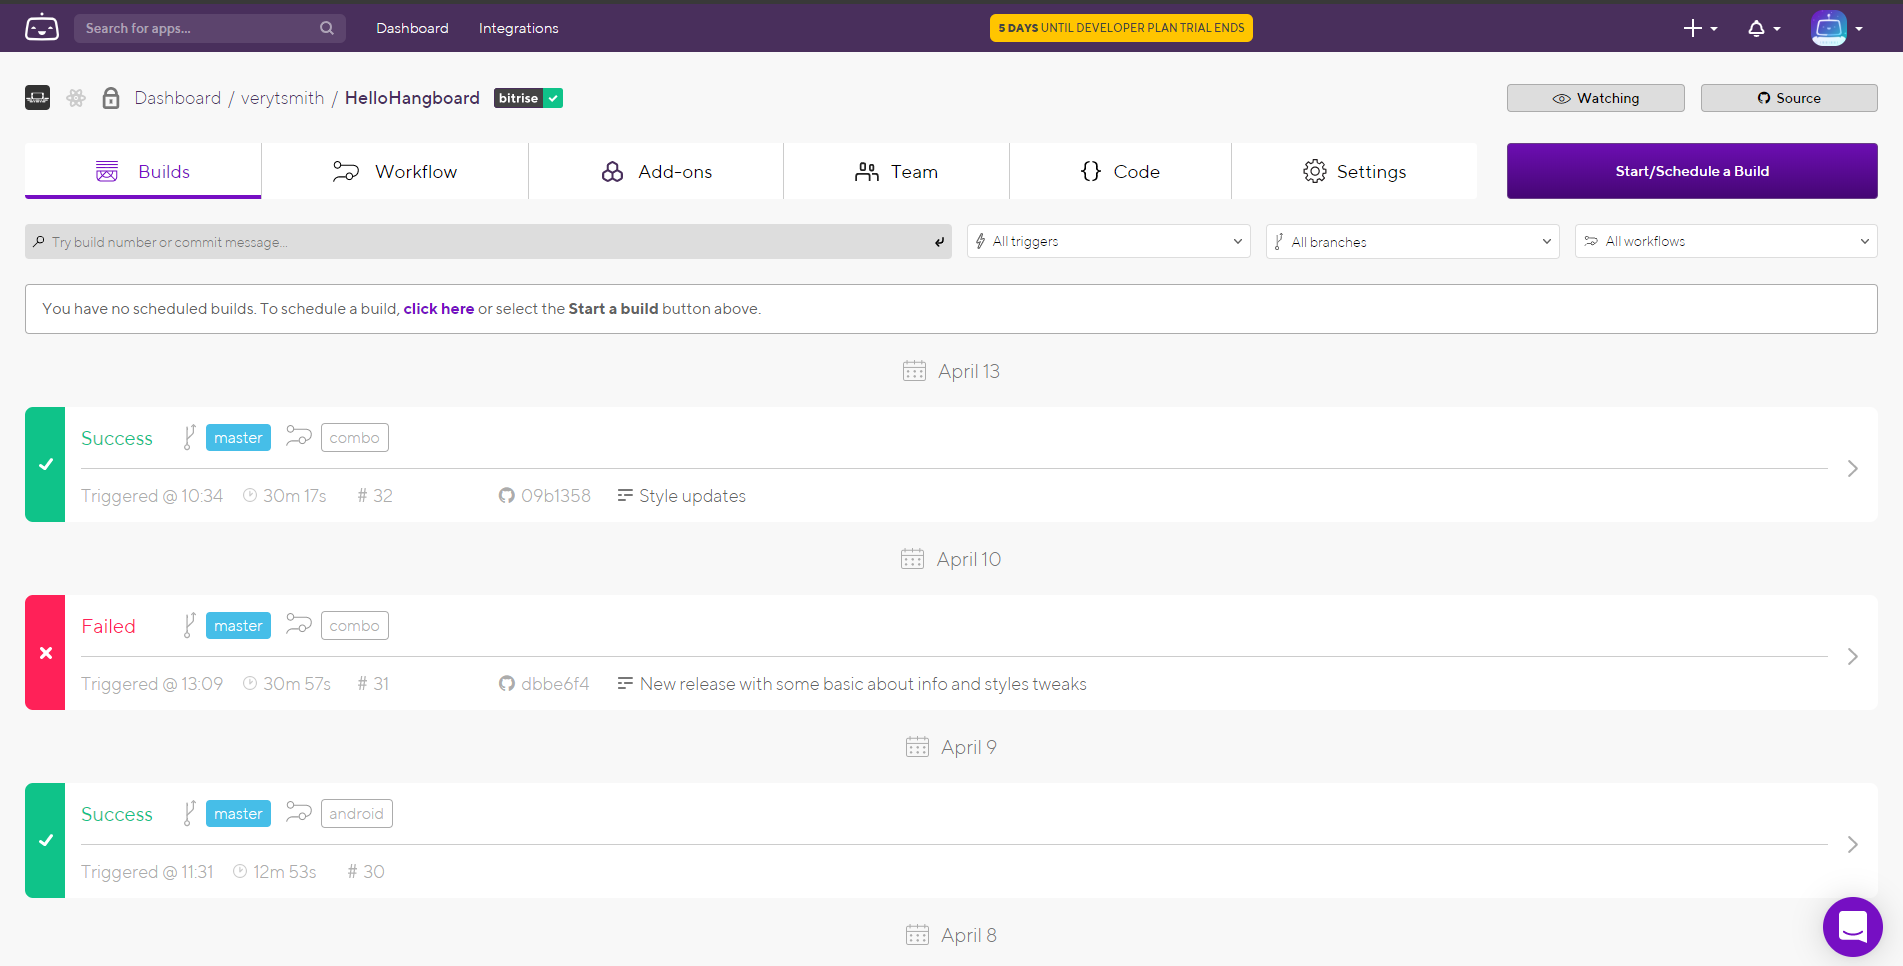 Search for apps...
Dashboard
Integrations
5 DAYS UNTIL DEVELOPER PLAN TRIAL ENDS
Dashboard / verytsmith / HelloHangboard
bitrise
Watching
Source
Builds
Workflow
Add-ons
Team
{} Code
Settings
Start/Schedule a Build
Try build number or commit message...
All triggers
All branches
All workflows
You have no scheduled builds. To schedule a build, click here or select the Start a build button above.
April 13
Success master combo
Triggered @ 10:34 30m 17s # 32 09b1358 Style updates
April 10
Failed master combo
Triggered @ 13:09 30m 57s # 31 dbbe6f4 New release with some basic about info and styles tweaks
April 9
Success master android
Triggered @ 11:31 12m 53s # 30
April 8